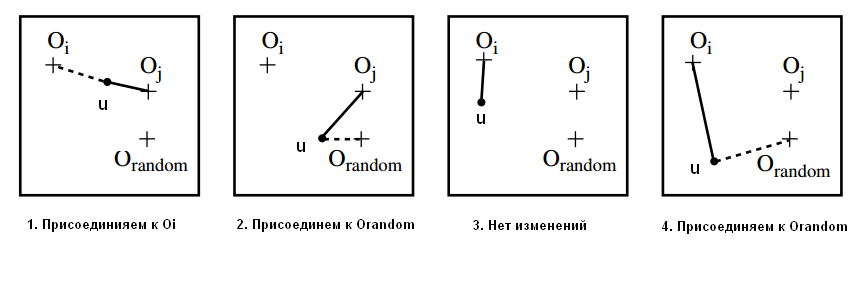 Oi
Oj
u
Orandom
1. Присоединияем к Oi
Oi
Oj
u
Orandom
2. Присоединем к Orandom
Oi
Oj
u
Orandom
3. Нет изменений
Oi
Oj
u
Orandom
4. Присоединяем к Orandom